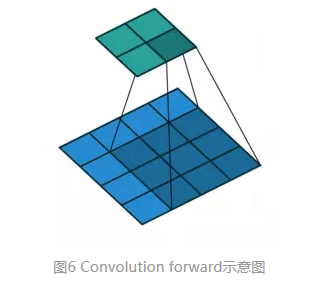 图6 Convolution forward示意图